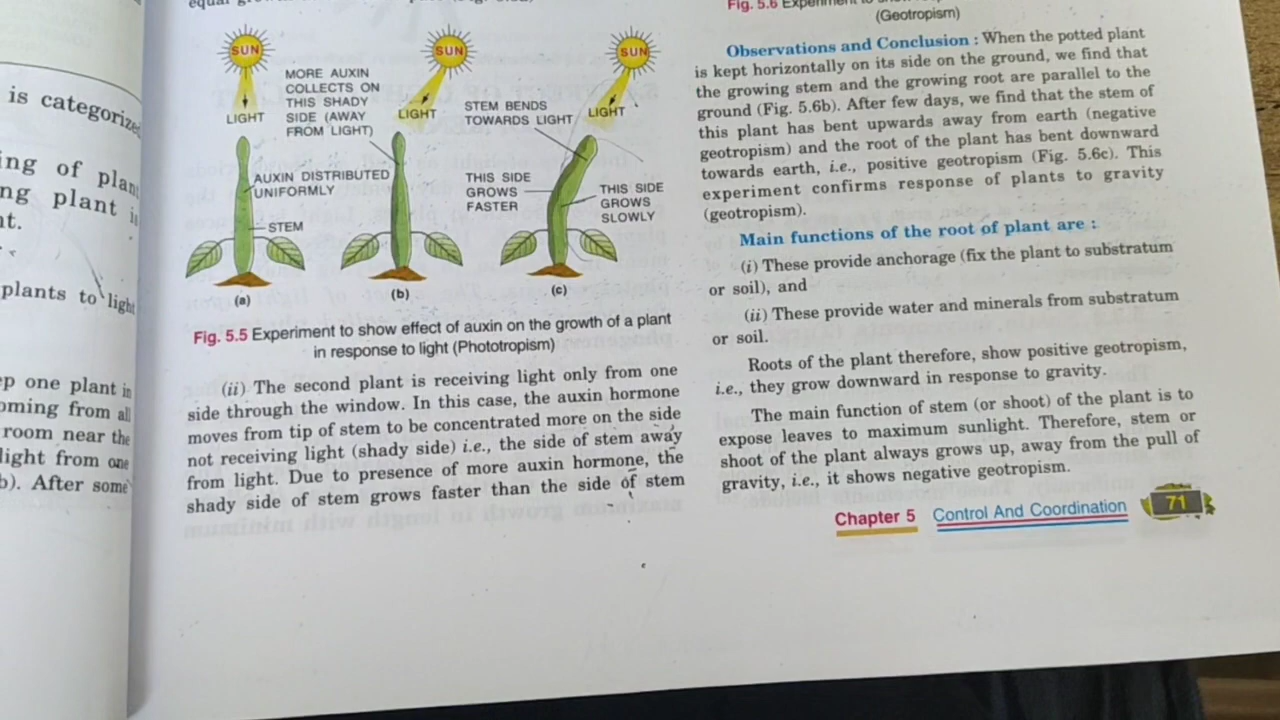 is categorize
ing of plan
ng plant i
nt.
plants to light
ep one plant in
oming from all
room near the
light from one
b). After some
SUN
SUN
SUN
LIGHT
LIGHT
LIGHT
MORE AUXIN
COLLECTS ON
THIS SHADY
SIDE (AWAY
FROM LIGHT)
STEM BENDS
TOWARDS LIGHT
AUXIN DISTRIBUTED
UNIFORMLY
STEM
THIS SIDE
GROWS
FASTER
THIS SIDE
GROWS
SLOWLY
(a)
(b)
(c)
Fig. 5.5 Experiment to show effect of auxin on the growth of a plant
in response to light (Phototropism)
(ii) The second plant is receiving light only from one
side through the window. In this case, the auxin hormone
moves from tip of stem to be concentrated more on the side
not receiving light (shady side) i.e., the side of stem away
from light. Due to presence of more auxin hormone, the
shady side of stem grows faster than the side of stem
Fig. 5.6
(Geotropism)
Observations and Conclusion : When the potted plant
is kept horizontally on its side on the ground, we find that
the growing stem and the growing root are parallel to the
ground (Fig. 5.6b). After few days, we find that the stem of
this plant has bent upwards away from earth (negative
geotropism) and the root of the plant has bent downward
towards earth, i.e., positive geotropism (Fig. 5.6c). This
experiment confirms response of plants to gravity
(geotropism).
Main functions of the root of plant are :
(i) These provide anchorage (fix the plant to substratum
or soil), and
(ii) These provide water and minerals from substratum
or soil.
Roots of the plant therefore, show positive geotropism,
i.e., they grow downward in response to gravity.
The main function of stem (or shoot) of the plant is to
expose leaves to maximum sunlight. Therefore, stem or
shoot of the plant always grows up, away from the pull of
gravity, i.e., it shows negative geotropism.
Chapter 5 Control And Coordination 71